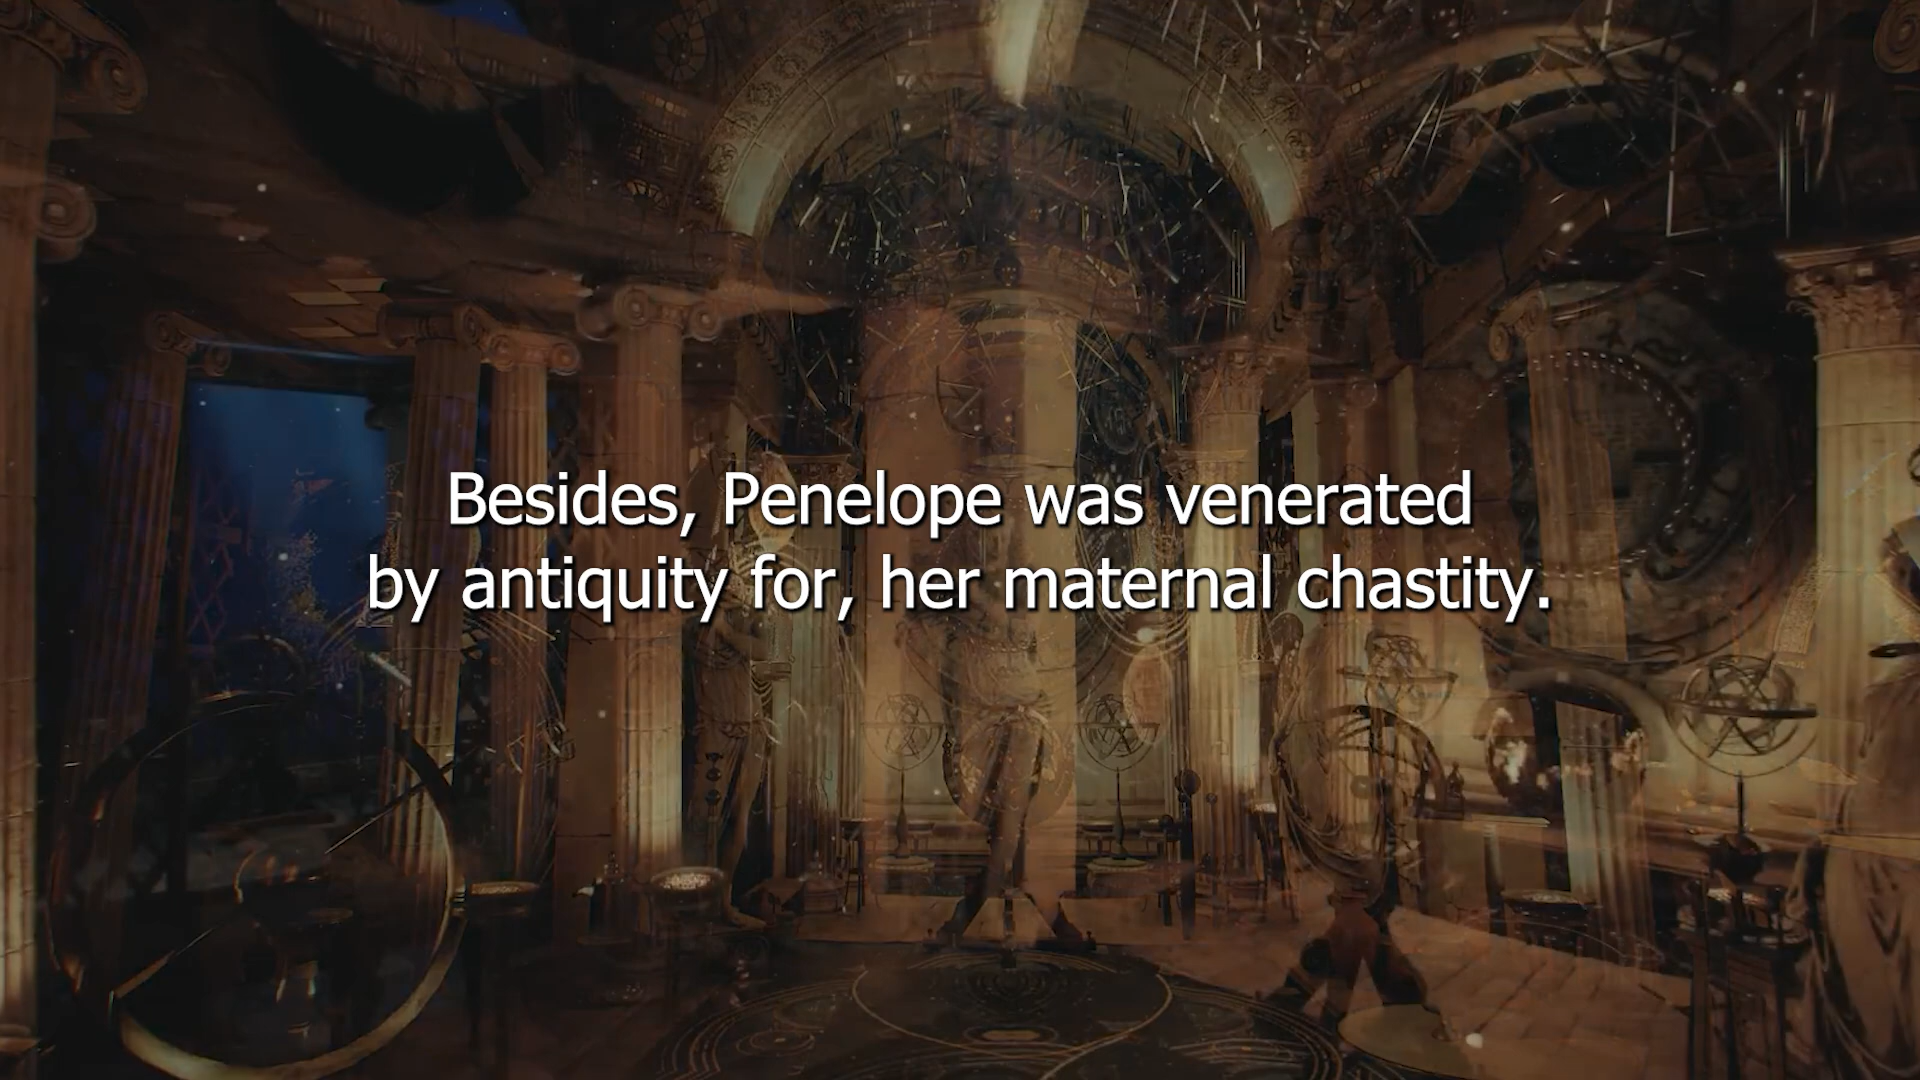 Besides, Penelope was venerated
by antiquity for, her maternal chastity.